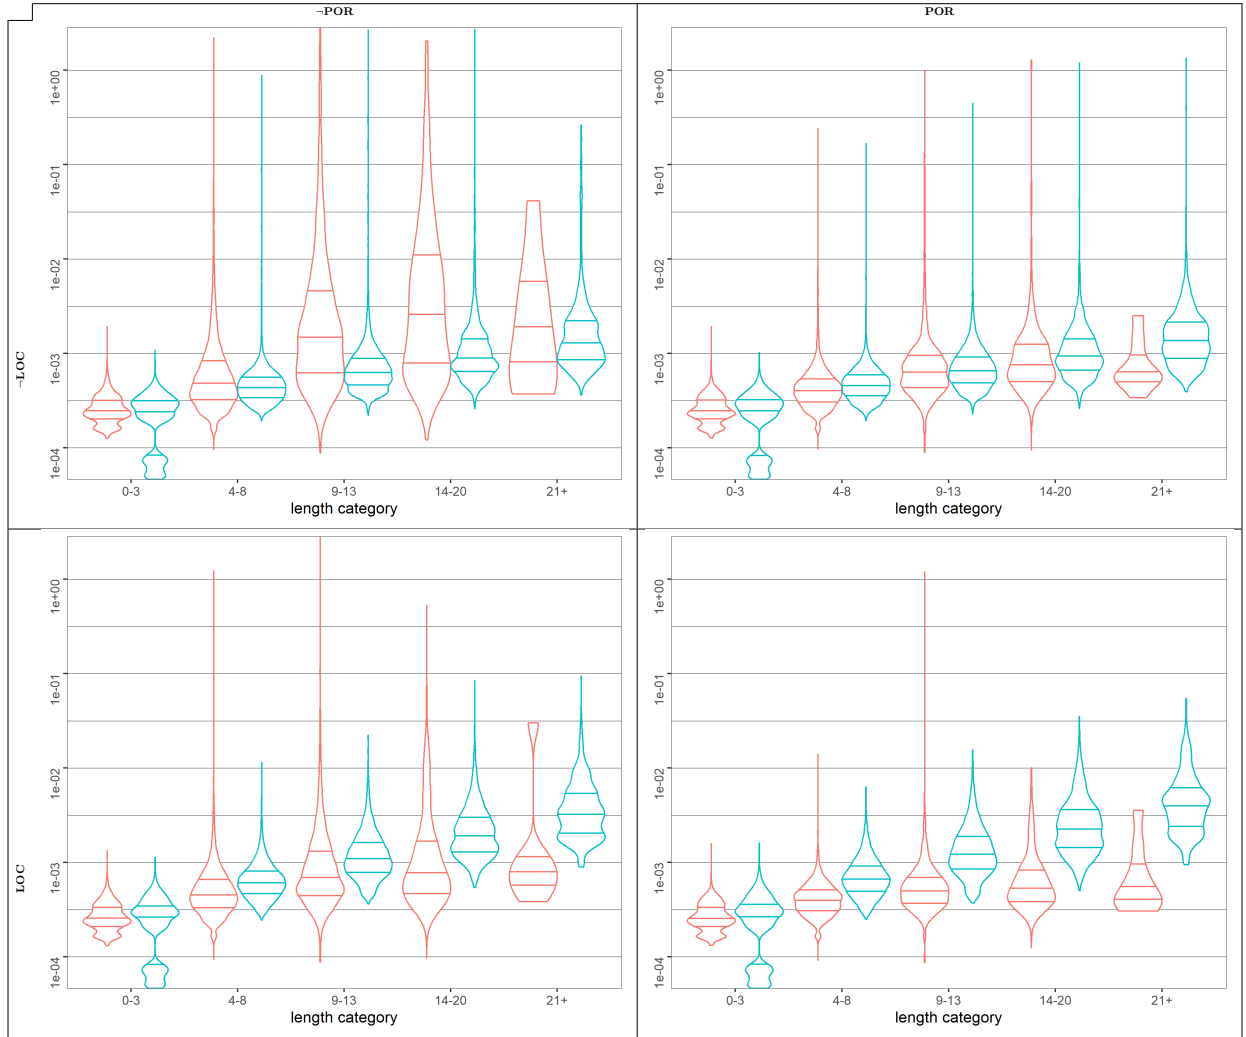 ¬POR
POR
¬LOC
1e+00
1e-01
1e-02
1e-03
1e-04
0-3
4-8
9-13
14-20
21+
length category
1e+00
1e-01
1e-02
1e-03
1e-04
0-3
4-8
9-13
14-20
21+
length category
LOC
1e+00
1e-01
1e-02
1e-03
1e-04
0-3
4-8
9-13
14-20
21+
length category
1e+00
1e-01
1e-02
1e-03
1e-04
0-3
4-8
9-13
14-20
21+
length category